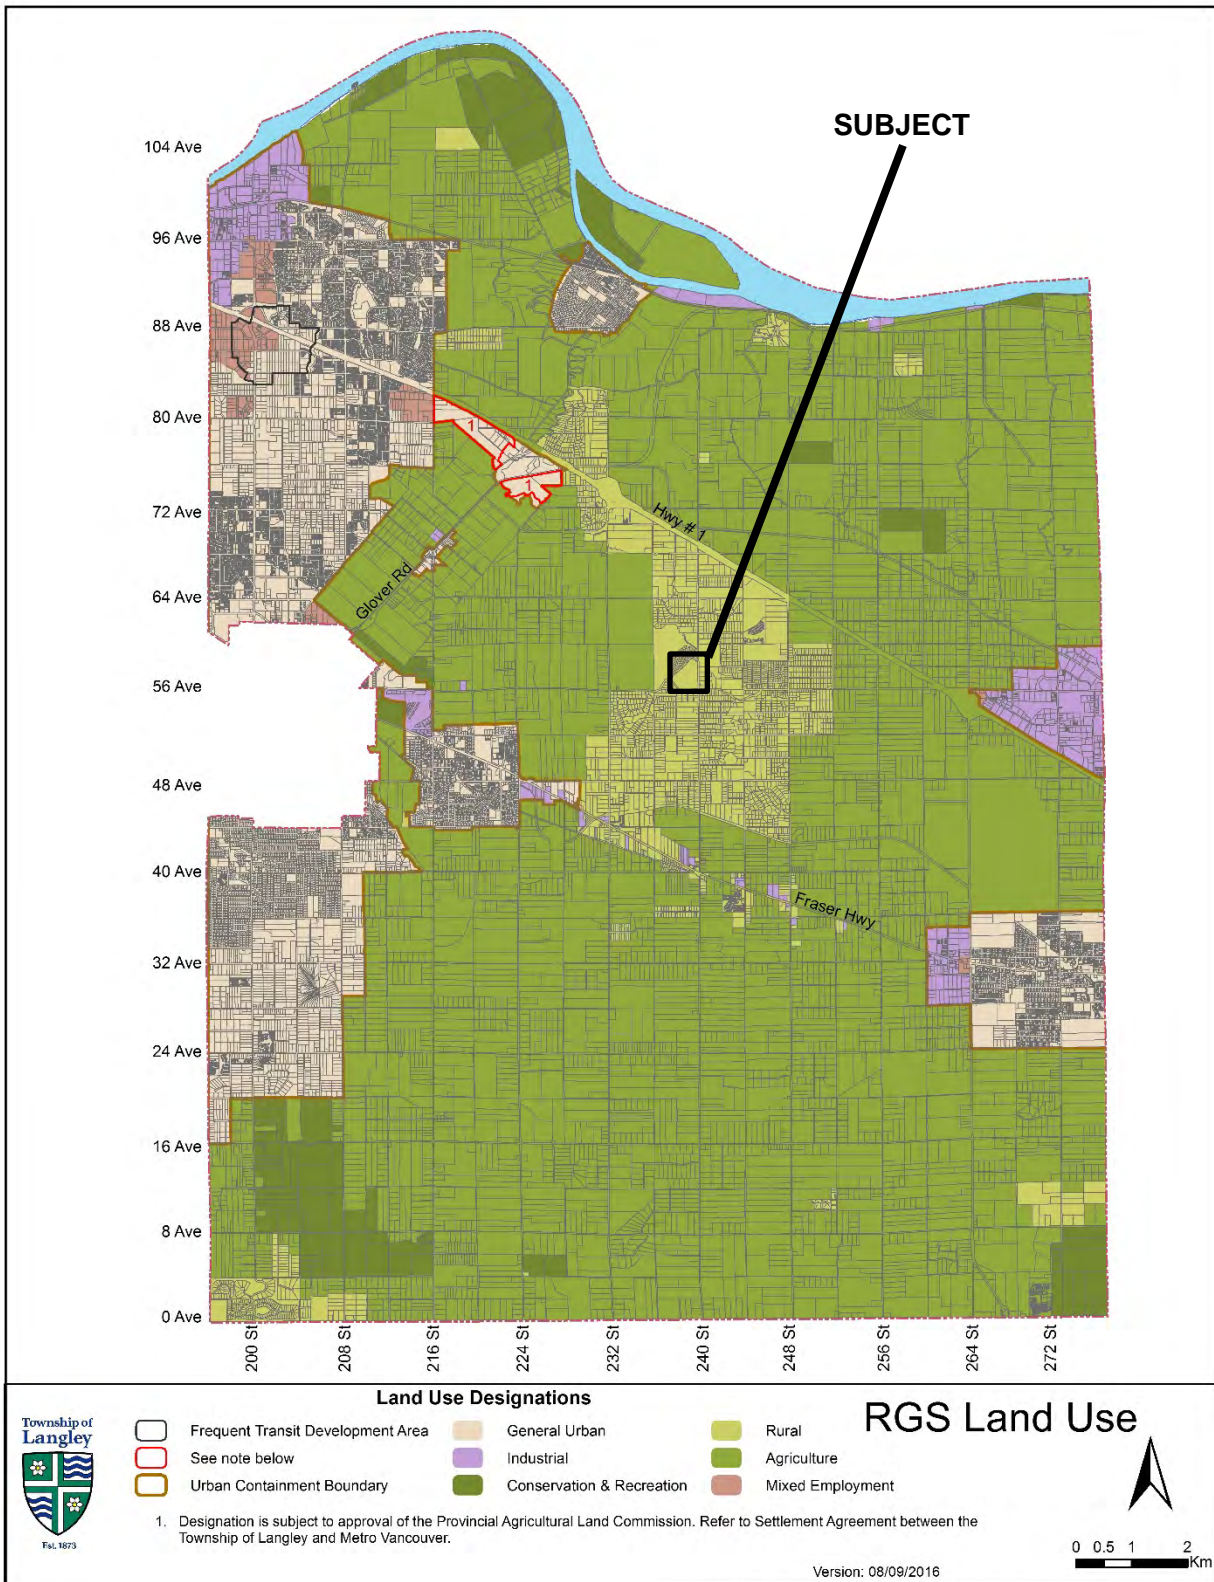 SUBJECT
104 Ave
96 Ave
88 Ave
80 Ave
72 Ave
64 Ave
56 Ave
48 Ave
40 Ave
32 Ave
24 Ave
16 Ave
8 Ave
0 Ave
1
1
Hwy # 1
Glover Rd
Fraser Hwy
200 St
208 St
216 St
224 St
232 St
240 St
248 St
256 St
264 St
272 St
Land Use Designations
RGS Land Use
Township of
Langley
Est. 1873
Frequent Transit Development Area
See note below
Urban Containment Boundary
General Urban
Industrial
Conservation & Recreation
Rural
Agriculture
Mixed Employment
1. Designation is subject to approval of the Provincial Agricultural Land Commission. Refer to Settlement Agreement between the
Township of Langley and Metro Vancouver.
0 0.5 1 2
Km
Version: 08/09/2016